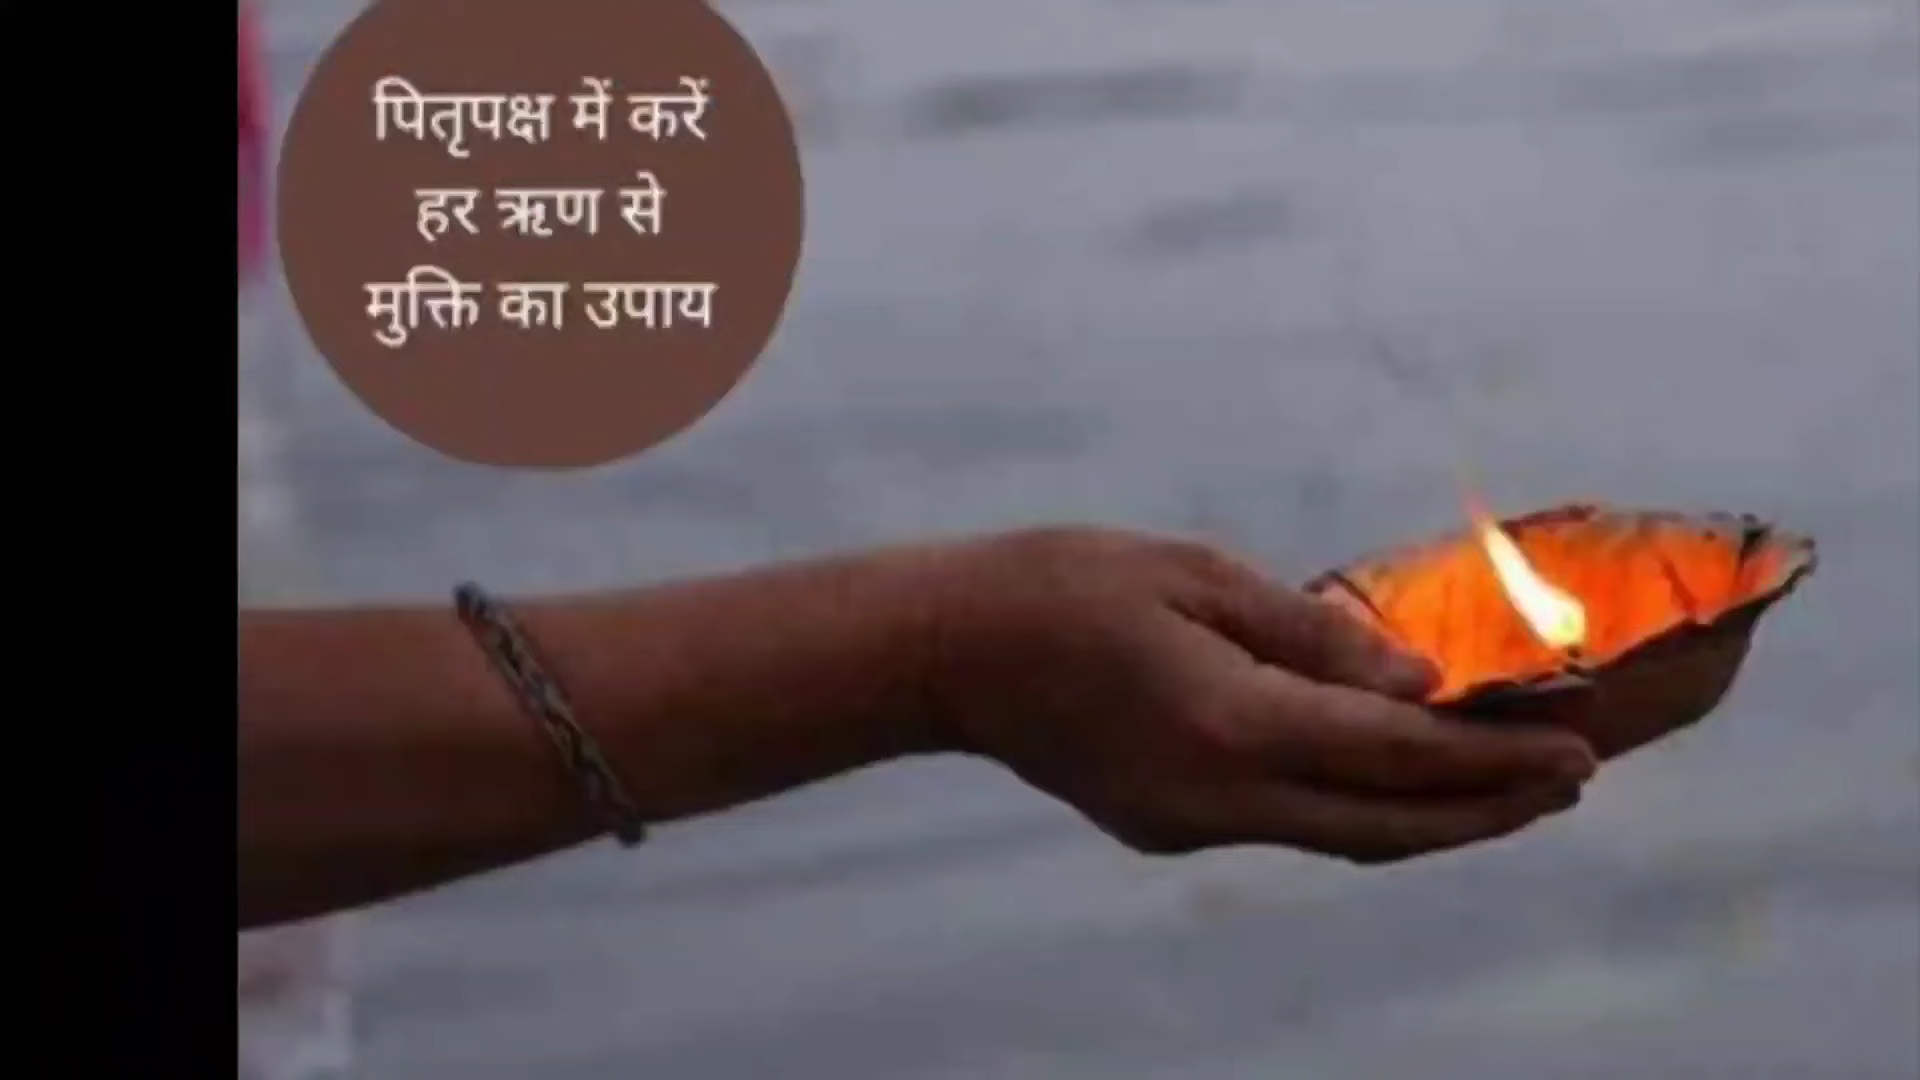 पितृपक्ष में करें
हर ऋण से
मुक्ति का उपाय